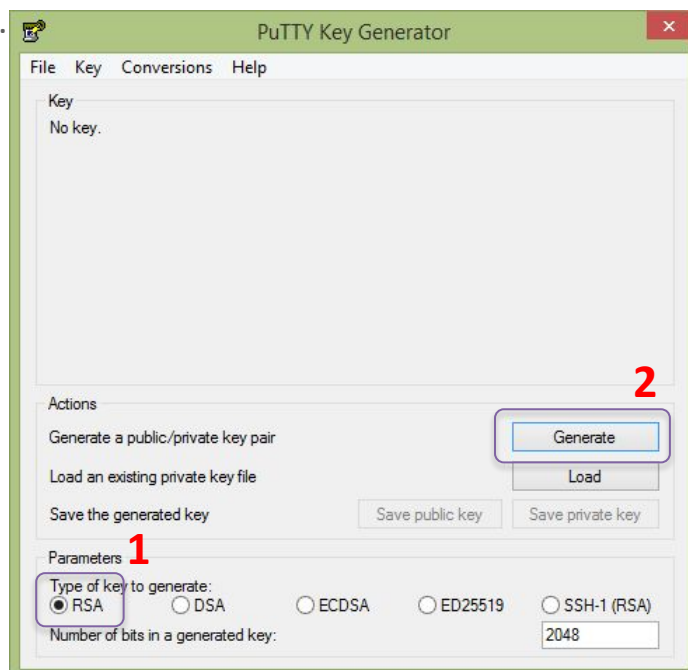 PuTTY Key Generator
File Key Conversions Help
Key
No key.
2
Actions
Generate a public/private key pair Generate
Load an existing private key file Load
Save the generated key Save public key Save private key
1
Parameters
Type of key to generate:
RSA DSA ECDSA ED25519 SSH-1 (RSA)
Number of bits in a generated key: 2048